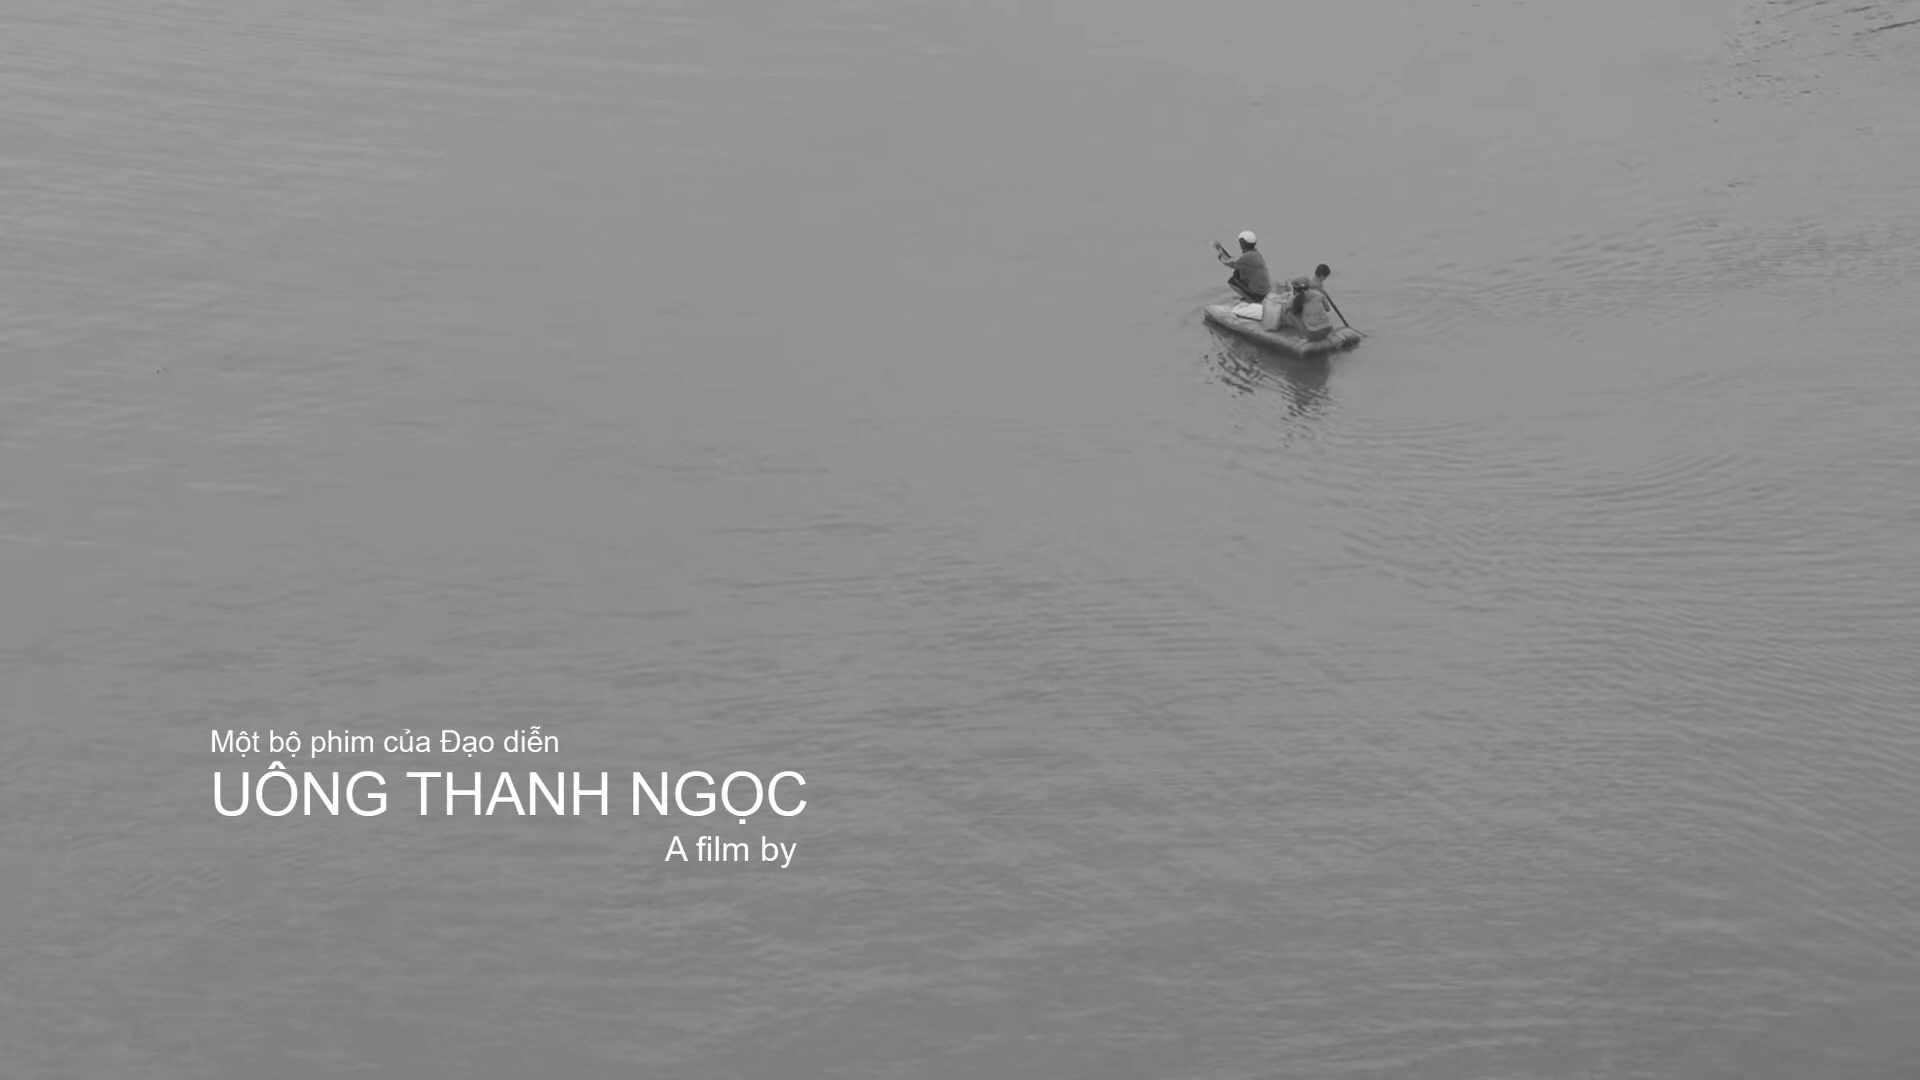 Một bộ phim của Đạo diễn
UÔNG THANH NGỌC
A film by